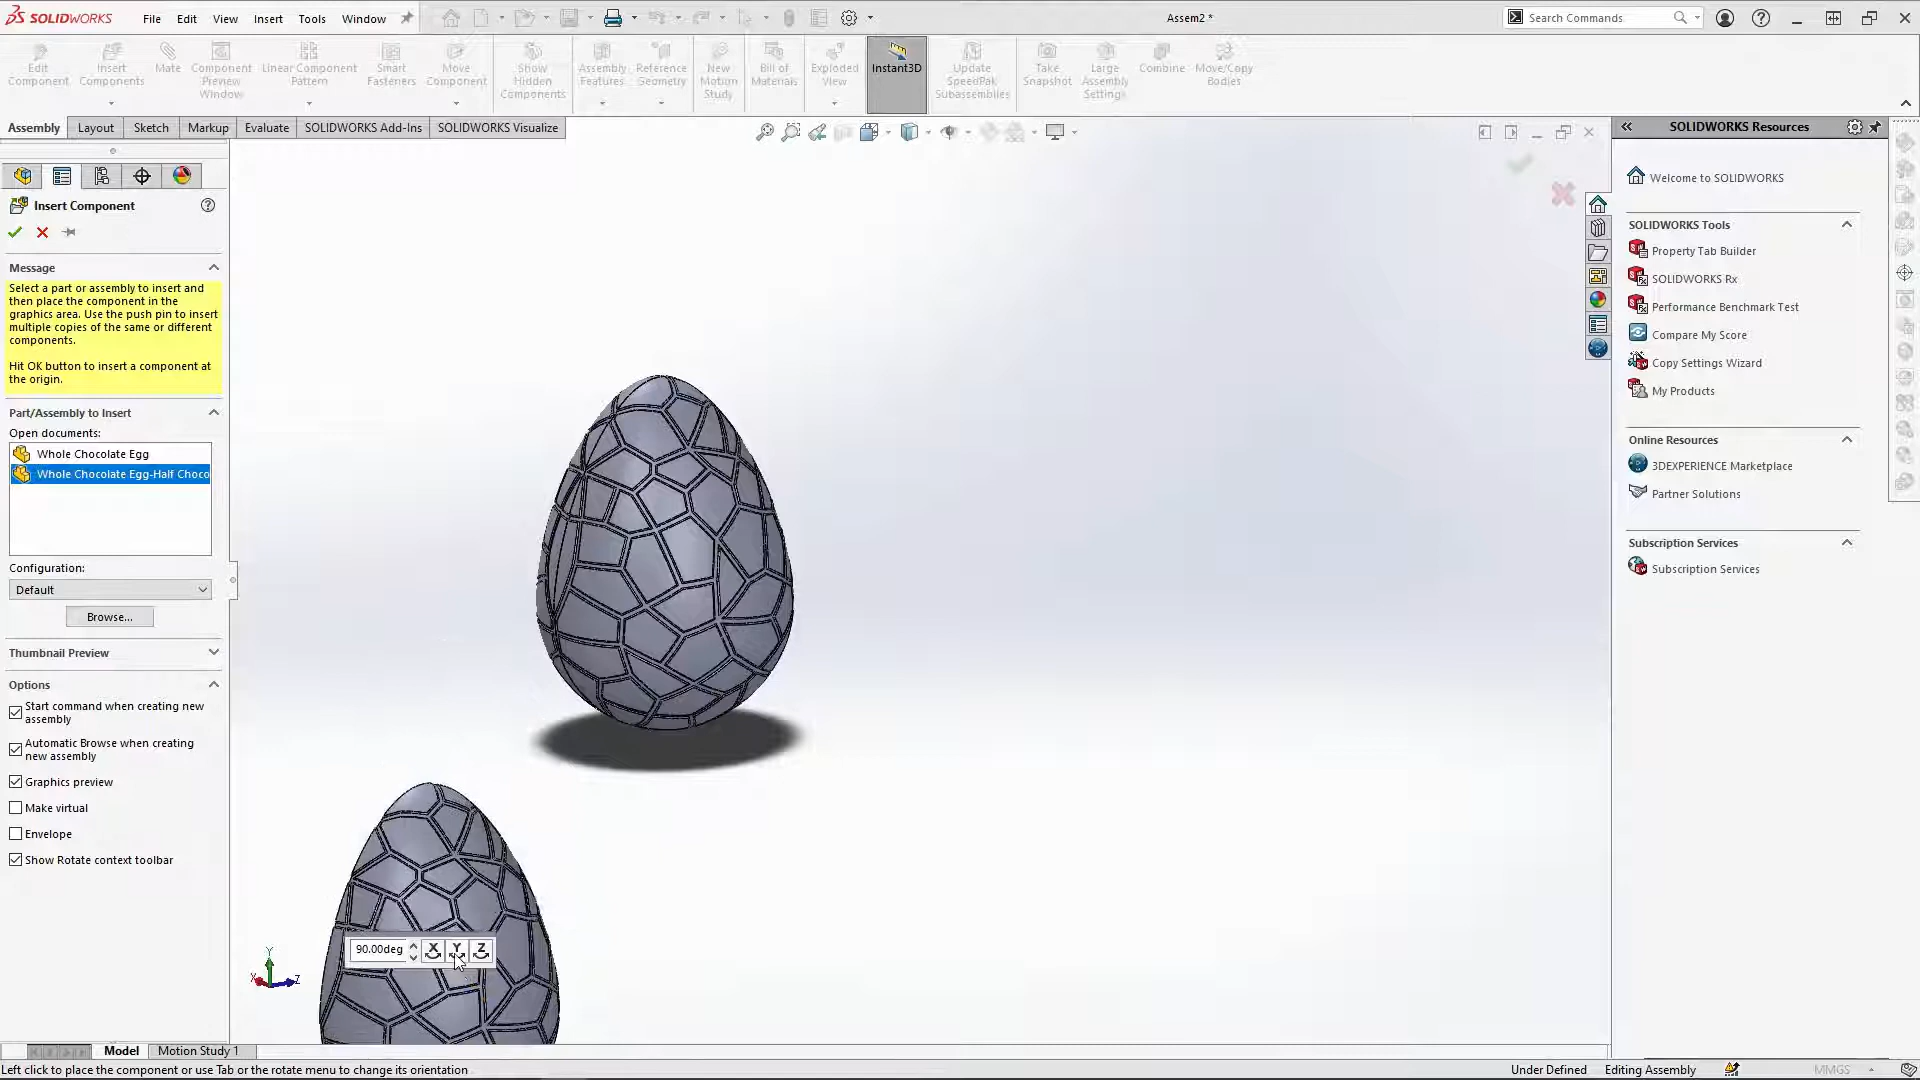 SOLIDWORKS
File Edit View Insert Tools Window
Assem2 *
Search Commands
Edit Component
Insert Components
Mate
Component Preview Window
Linear Component Pattern
Smart Fasteners
Move Component
Show Hidden Components
Assembly Features
Reference Geometry
New Motion Study
Bill of Materials
Exploded View
Instant3D
Update SpeedPak Subassemblies
Take Snapshot
Large Assembly Settings
Combine
Move/Copy Bodies
Assembly Layout Sketch Markup Evaluate SOLIDWORKS Add-Ins SOLIDWORKS Visualize
Insert Component
Message
Select a part or assembly to insert and
then place the component in the
graphics area. Use the push pin to insert
multiple copies of the same or different
components.
Hit OK button to insert a component at
the origin.
Part/Assembly to Insert
Open documents:
Whole Chocolate Egg
Whole Chocolate Egg-Half Choco
Configuration:
Default
Browse...
Thumbnail Preview
Options
Start command when creating new
assembly
Automatic Browse when creating
new assembly
Graphics preview
Make virtual
Envelope
Show Rotate context toolbar
90.00deg X Y Z
Y
X Z
SOLIDWORKS Resources
Welcome to SOLIDWORKS
SOLIDWORKS Tools
Property Tab Builder
SOLIDWORKS Rx
Performance Benchmark Test
Compare My Score
Copy Settings Wizard
My Products
Online Resources
3DEXPERIENCE Marketplace
Partner Solutions
Subscription Services
Subscription Services
Model Motion Study 1
Left click to place the component or use Tab or the rotate menu to change its orientation
Under Defined Editing Assembly MMGS